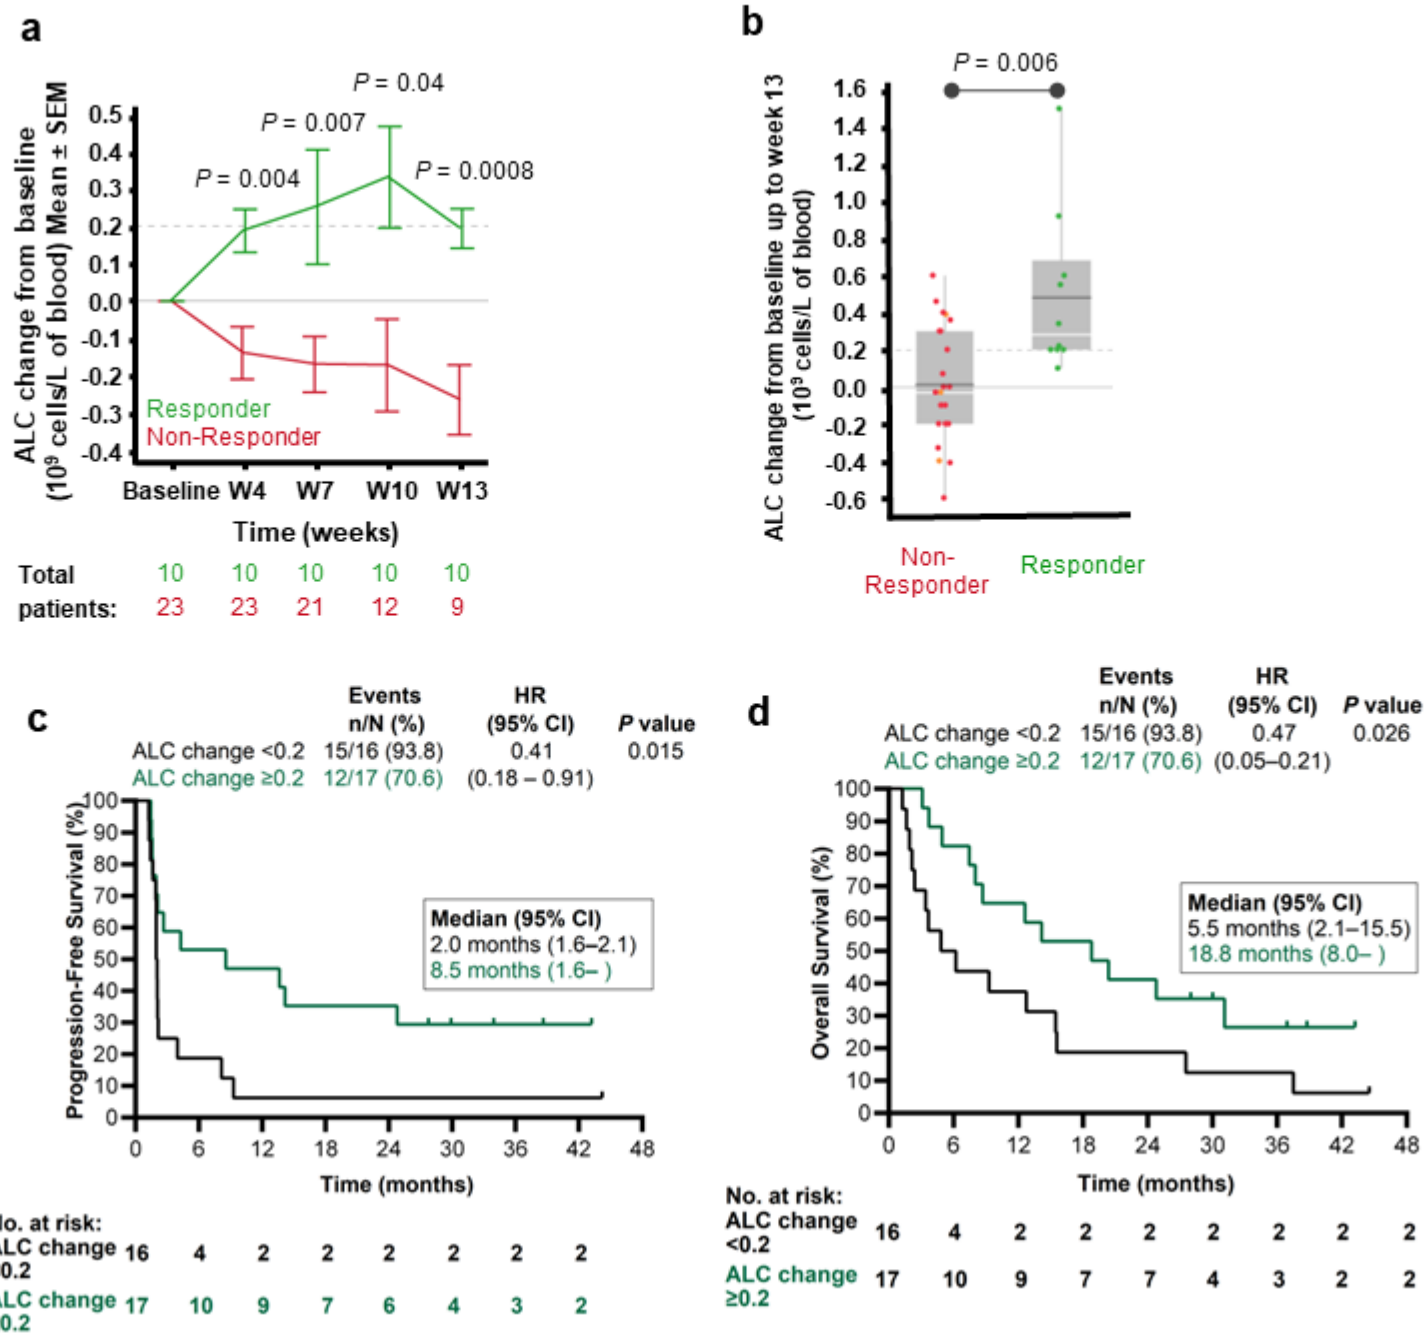 a
P = 0.04
P = 0.007
P = 0.004
P = 0.0008
ALC change from baseline
(10⁹ cells/L of blood) Mean ± SEM
0.5
0.4
0.3
0.2
0.1
0.0
-0.1
-0.2
-0.3
-0.4
Responder
Non-Responder
Baseline W4 W7 W10 W13
Time (weeks)
Total
patients:
10 10 10 10 10
23 23 21 12 9
b
P = 0.006
ALC change from baseline up to week 13
(10⁹ cells/L of blood)
1.6
1.4
1.2
1.0
0.8
0.6
0.4
0.2
0.0
-0.2
-0.4
-0.6
Non-
Responder
Responder
c
Events HR
n/N (%) (95% CI) P value
ALC change <0.2 15/16 (93.8) 0.41 0.015
ALC change ≥0.2 12/17 (70.6) (0.18 – 0.91)
Progression-Free Survival (%)
100
90
80
70
60
50
40
30
20
10
0
Median (95% CI)
2.0 months (1.6–2.1)
8.5 months (1.6– )
0 6 12 18 24 30 36 42 48
Time (months)
No. at risk:
ALC change
0.2
16 4 2 2 2 2 2 2
ALC change
0.2
17 10 9 7 6 4 3 2
d
Events HR
n/N (%) (95% CI) P value
ALC change <0.2 15/16 (93.8) 0.47 0.026
ALC change ≥0.2 12/17 (70.6) (0.05–0.21)
Overall Survival (%)
100
90
80
70
60
50
40
30
20
10
0
Median (95% CI)
5.5 months (2.1–15.5)
18.8 months (8.0– )
0 6 12 18 24 30 36 42 48
Time (months)
No. at risk:
ALC change
<0.2
16 4 2 2 2 2 2 2 2
ALC change
≥0.2
17 10 9 7 7 4 3 2 2